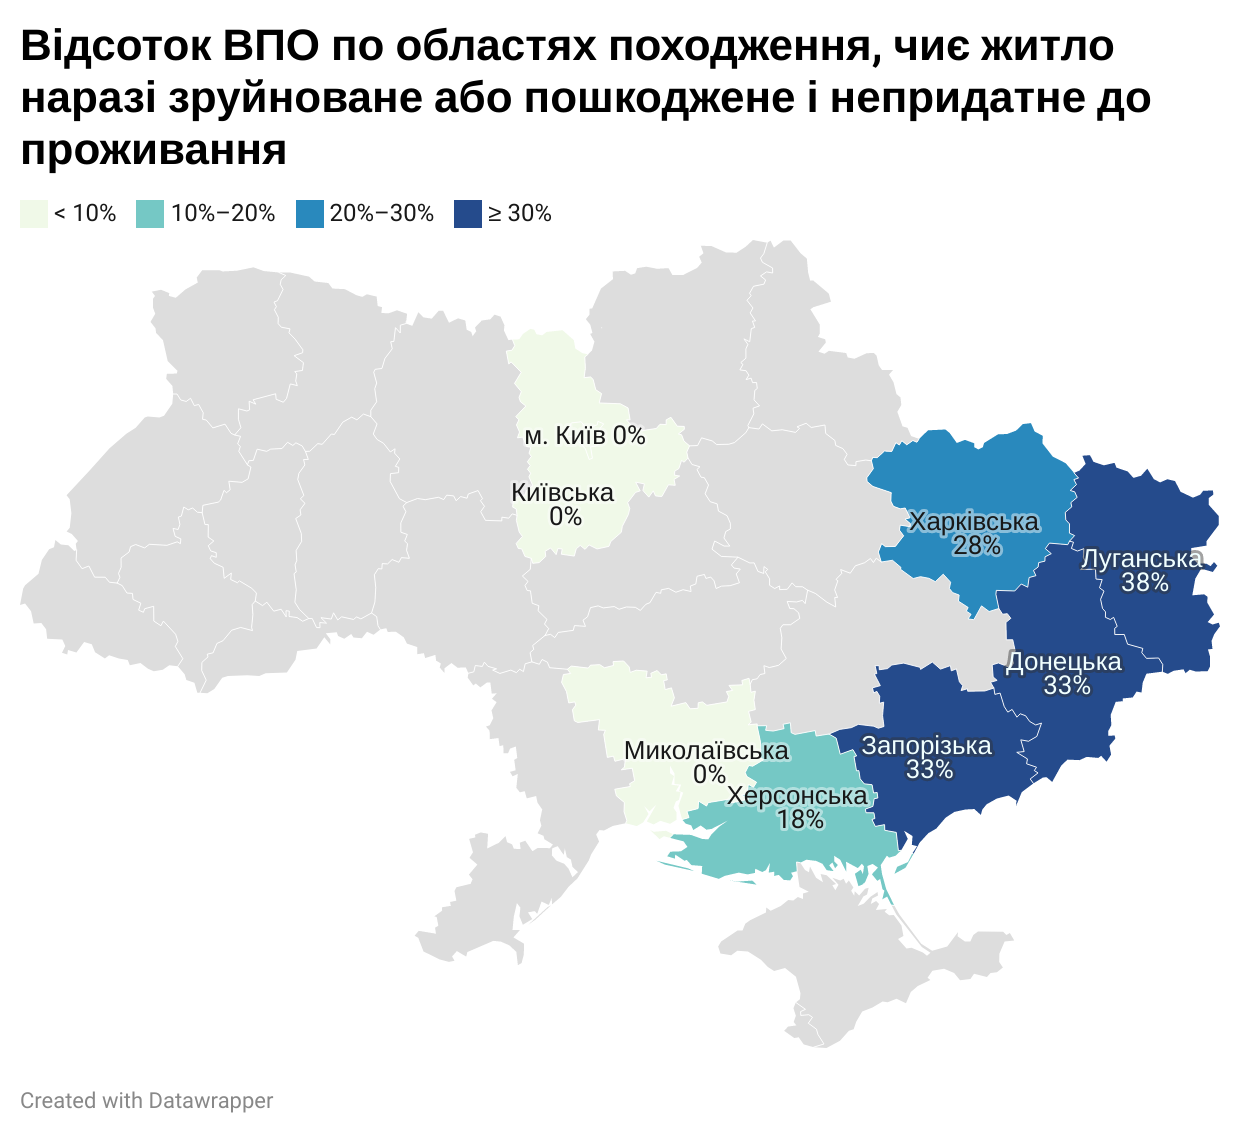 Відсоток ВПО по областях походження, чиє житло
наразі зруйноване або пошкоджене і непридатне до
проживання
< 10% 10%–20% 20%–30% ≥ 30%
м. Київ 0%
Київська
0%
Харківська
28%
Луганська
38%
Донецька
33%
Запорізька
33%
Миколаївська
0%
Херсонська
18%
Created with Datawrapper